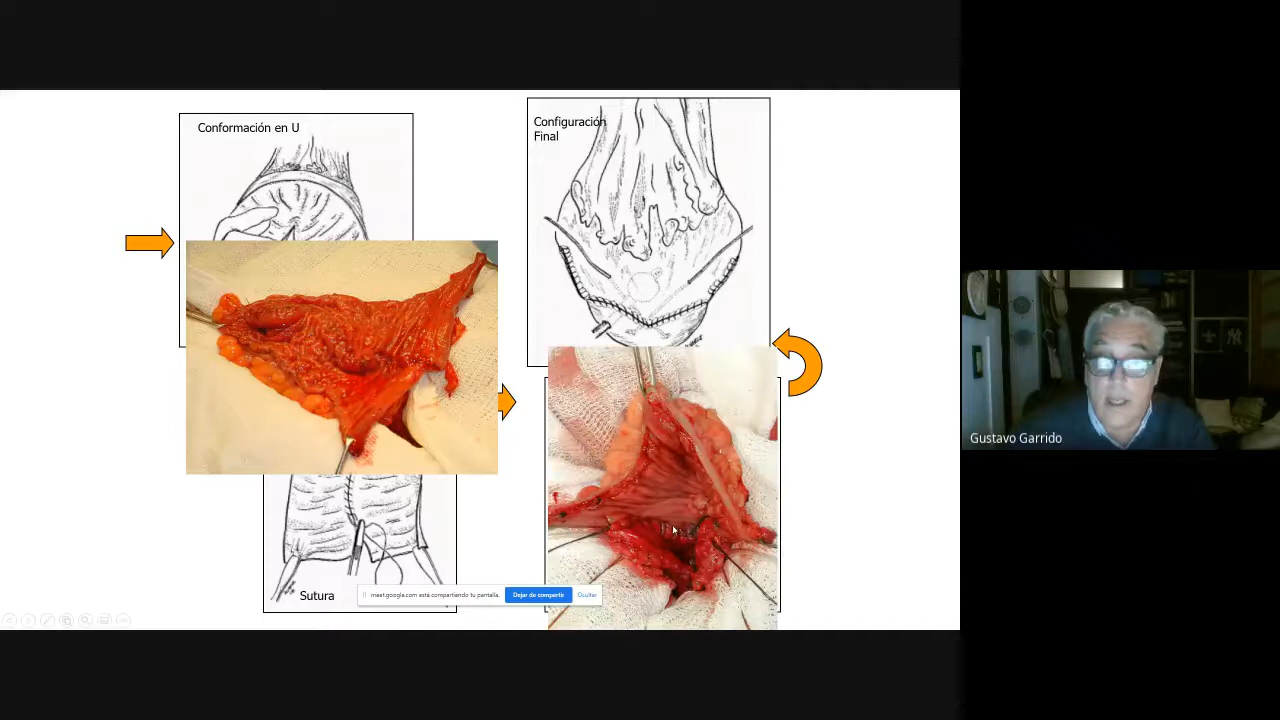 Conformación en U
Configuración
Final
Sutura
meet.google.com está compartiendo tu pantalla.
Dejar de compartir
Ocultar
Gustavo Garrido